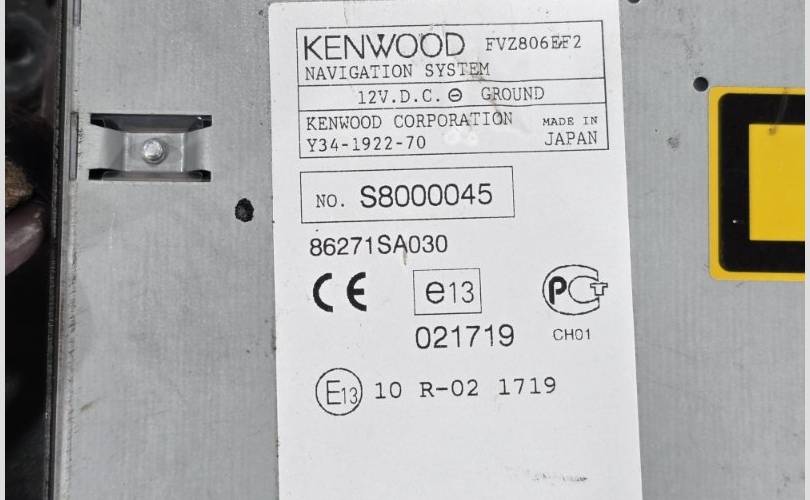 KENWOOD FVZ806EF2
NAVIGATION SYSTEM
12V.D.C. ⊖ GROUND
KENWOOD CORPORATION MADE IN
Y34-1922-70 JAPAN
NO. S8000045
86271SA030
CE e13 PCT
021719 CH01
E13 10 R-02 1719